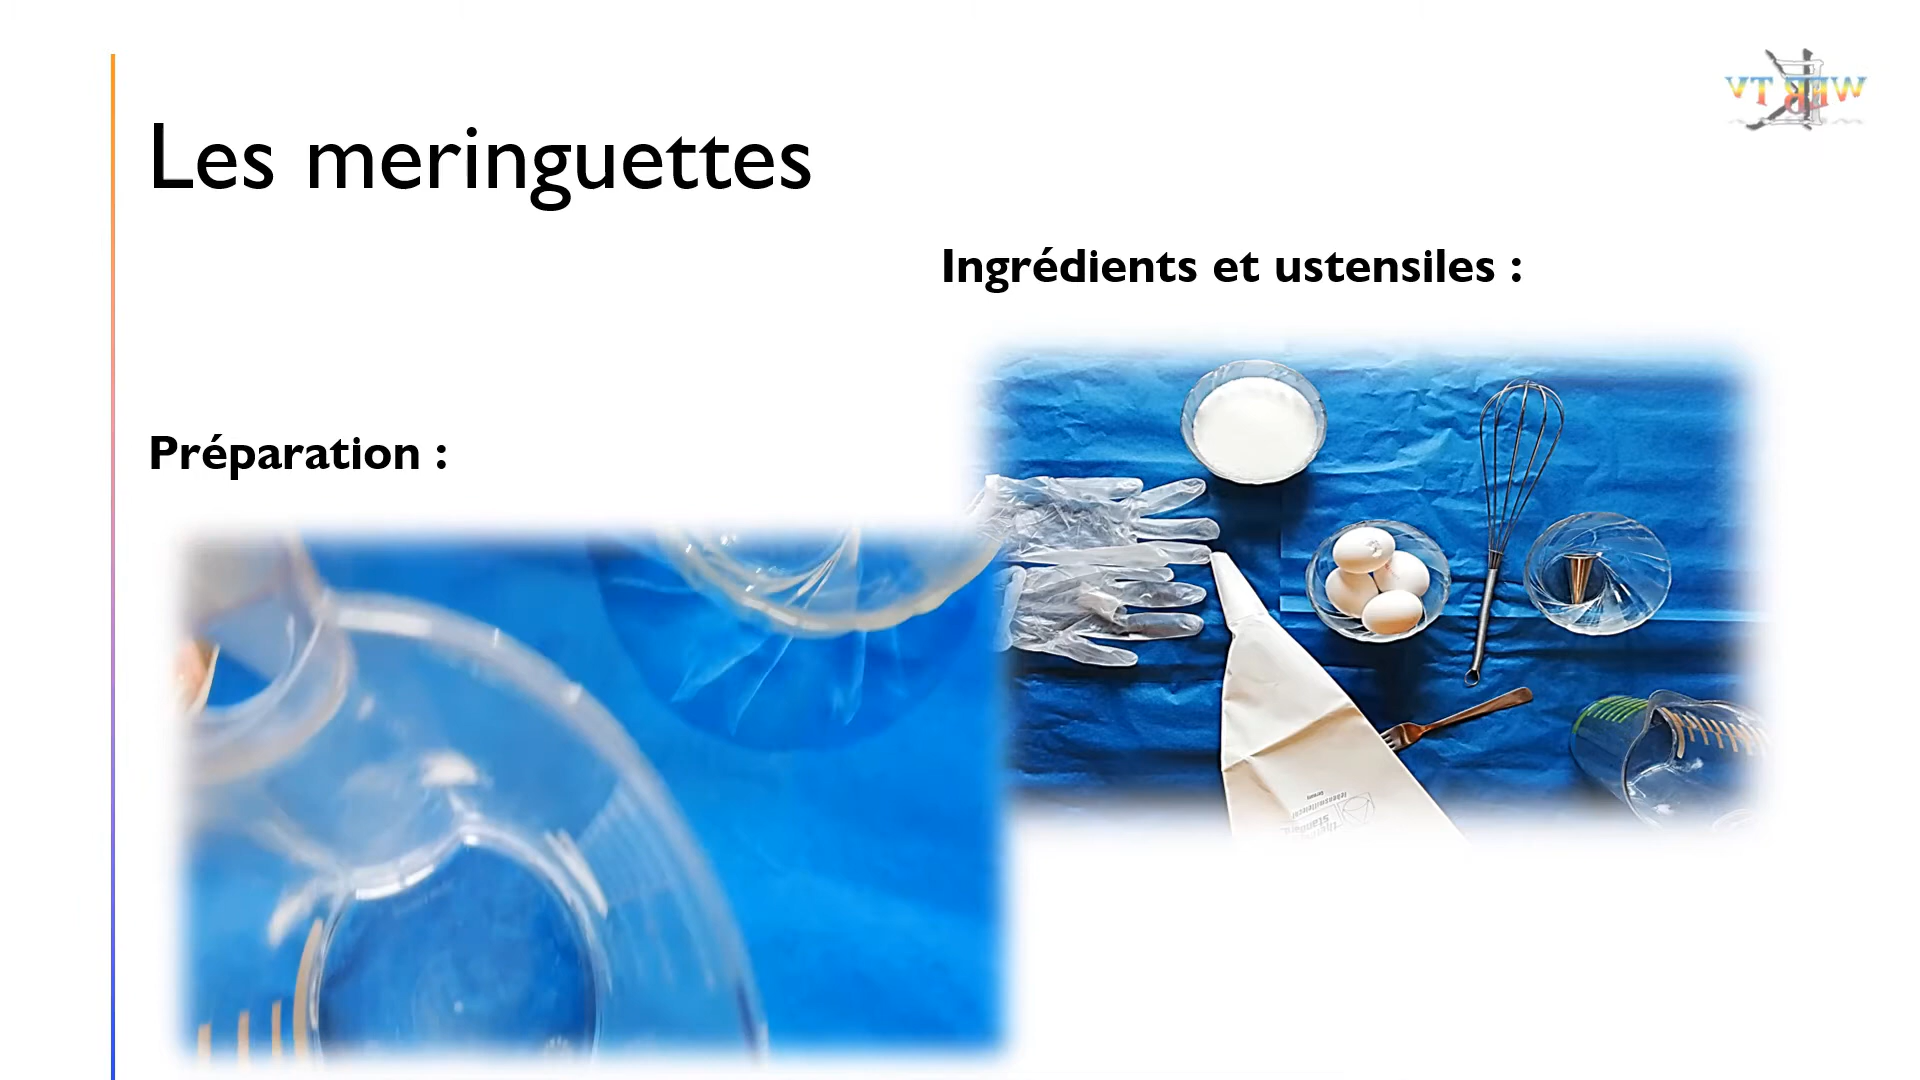 Les meringuettes
Ingrédients et ustensiles :
Préparation :